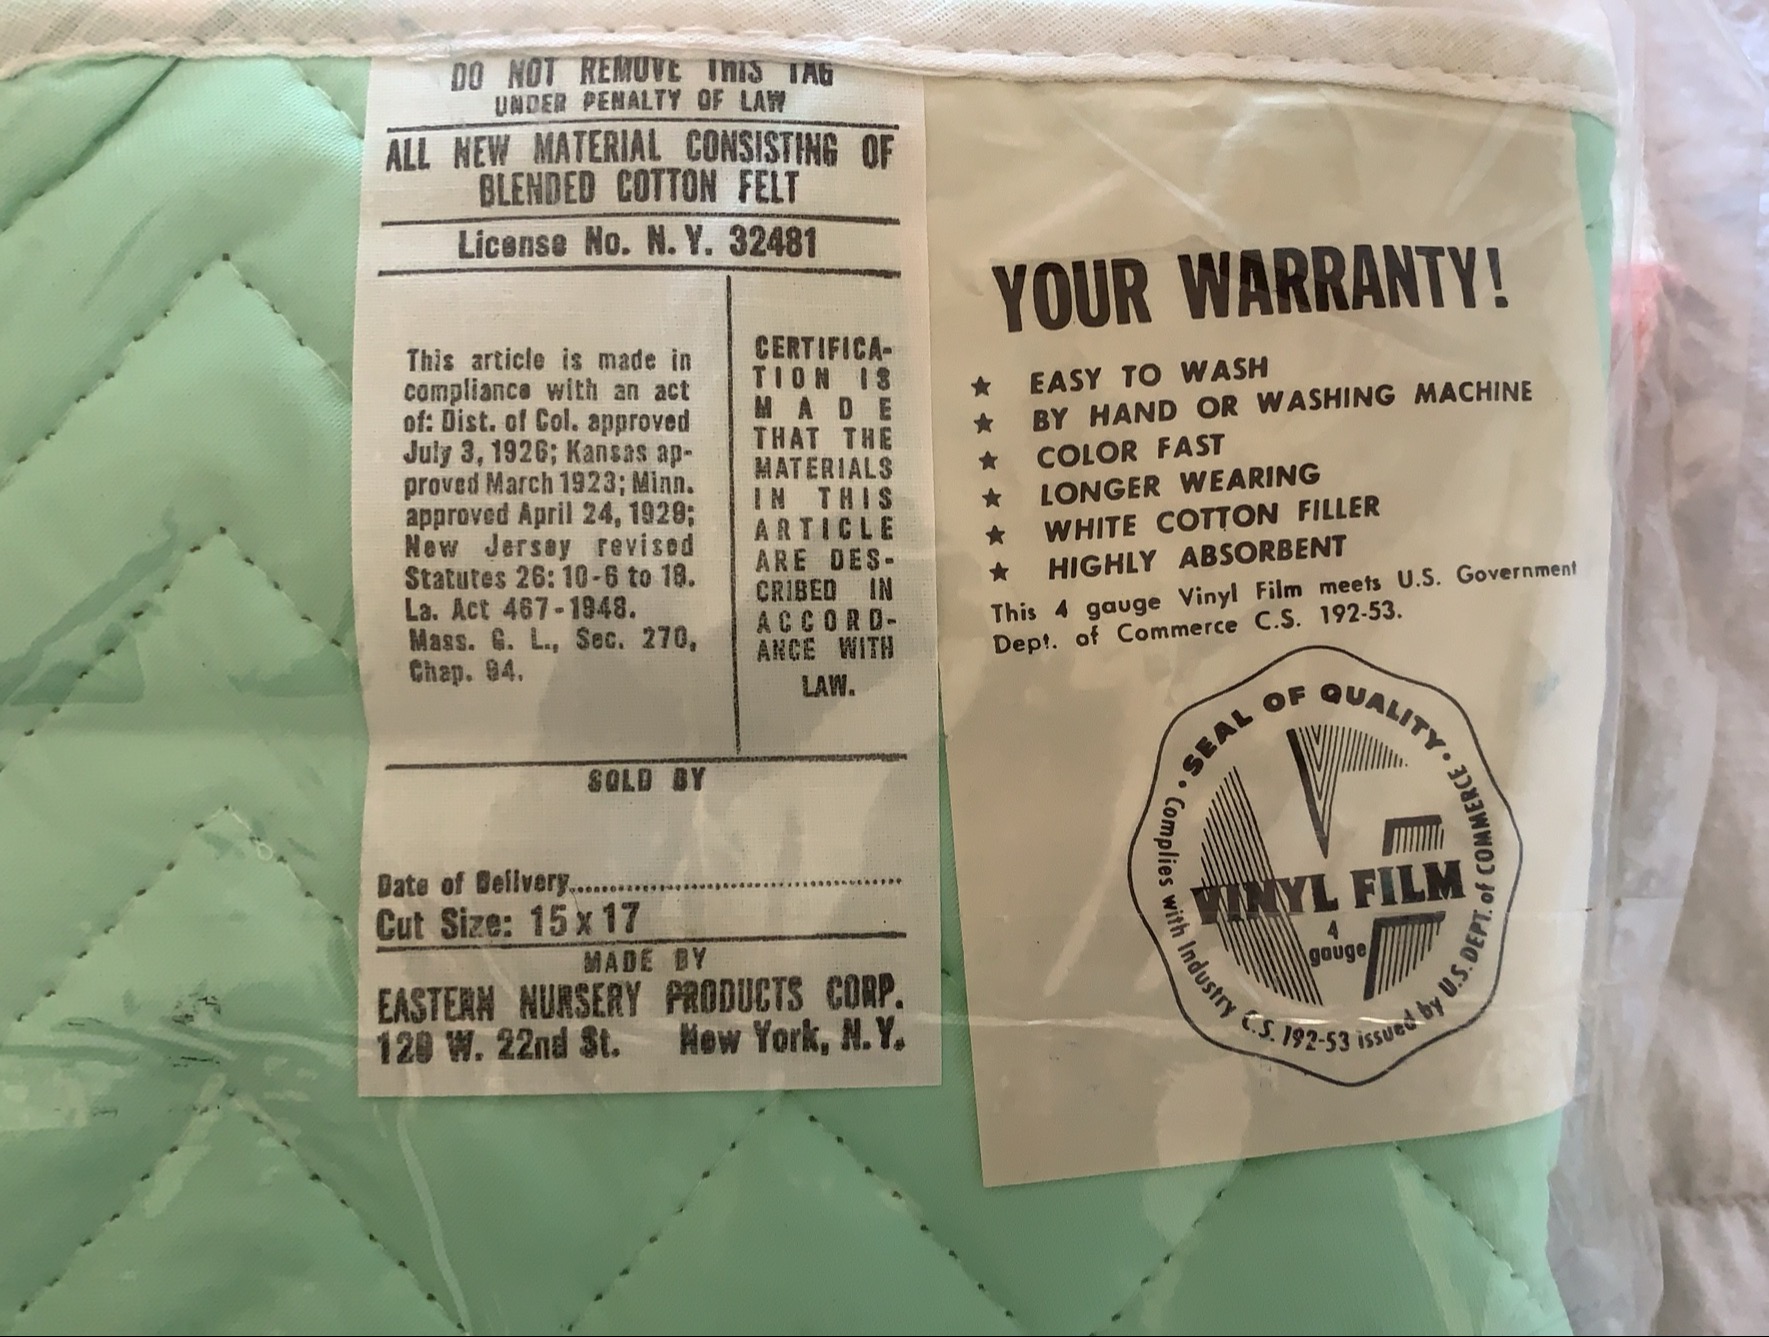 DO NOT REMOVE THIS TAG
UNDER PENALTY OF LAW
ALL NEW MATERIAL CONSISTING OF
BLENDED COTTON FELT
License No. N.Y. 32481
This article is made in
compliance with an act
of: Dist. of Col. approved
July 3, 1926; Kansas ap-
proved March 1923; Minn.
approved April 24, 1929;
New Jersey revised
Statutes 26: 10-6 to 18.
La. Act 467-1948.
Mass. G. L., Sec. 270,
Chap. 94.
CERTIFICA-
TION IS
MADE
THAT THE
MATERIALS
IN THIS
ARTICLE
ARE DES-
CRIBED IN
ACCORD-
ANCE WITH
LAW.
SOLD BY
Date of Delivery
Cut Size: 15 x 17
MADE BY
EASTERN NURSERY PRODUCTS CORP.
120 W. 22nd St. New York, N.Y.
YOUR WARRANTY!
★ EASY TO WASH
★ BY HAND OR WASHING MACHINE
★ COLOR FAST
★ LONGER WEARING
★ WHITE COTTON FILLER
★ HIGHLY ABSORBENT
This 4 gauge Vinyl Film meets U.S. Government
Dept. of Commerce C.S. 192-53.
• SEAL OF QUALITY •
VINYL FILM
4
gauge
Complies with Industry C.S. 192-53 issued by U.S. DEPT. of COMMERCE